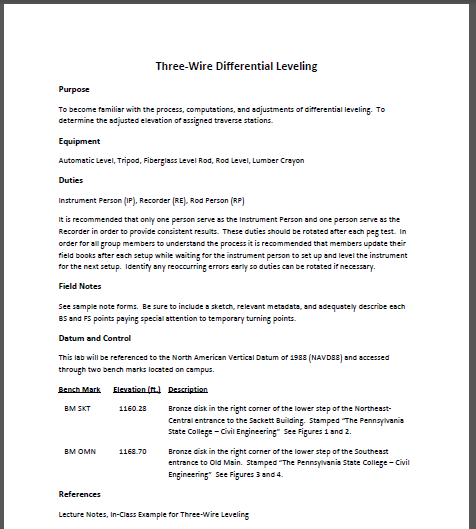 Three-Wire Differential Leveling
Purpose
To become familiar with the process, computations, and adjustments of differential leveling. To
determine the adjusted elevation of assigned traverse stations.
Equipment
Automatic Level, Tripod, Fiberglass Level Rod, Rod Level, Lumber Crayon
Duties
Instrument Person (IP), Recorder (RE), Rod Person (RP)
It is recommended that only one person serve as the Instrument Person and one person serve as the
Recorder in order to provide consistent results. These duties should be rotated after each peg test. In
order for all group members to understand the process it is recommended that members update their
field books after each setup while waiting for the instrument person to set up and level the instrument
for the next setup. Identify any reoccurring errors early so duties can be rotated if necessary.
Field Notes
See sample note forms. Be sure to include a sketch, relevant metadata, and adequately describe each
BS and FS points paying special attention to temporary turning points.
Datum and Control
This lab will be referenced to the North American Vertical Datum of 1988 (NAVD88) and accessed
through two bench marks located on campus.
Bench Mark Elevation (ft.) Description
BM SKT 1160.28 Bronze disk in the right corner of the lower step of the Northeast-
Central entrance to the Sackett Building. Stamped “The Pennsylvania
State College – Civil Engineering” See Figures 1 and 2.
BM OMN 1168.70 Bronze disk in the right corner of the lower step of the Southeast
entrance to Old Main. Stamped “The Pennsylvania State College – Civil
Engineering” See Figures 3 and 4.
References
Lecture Notes, In-Class Example for Three-Wire Leveling